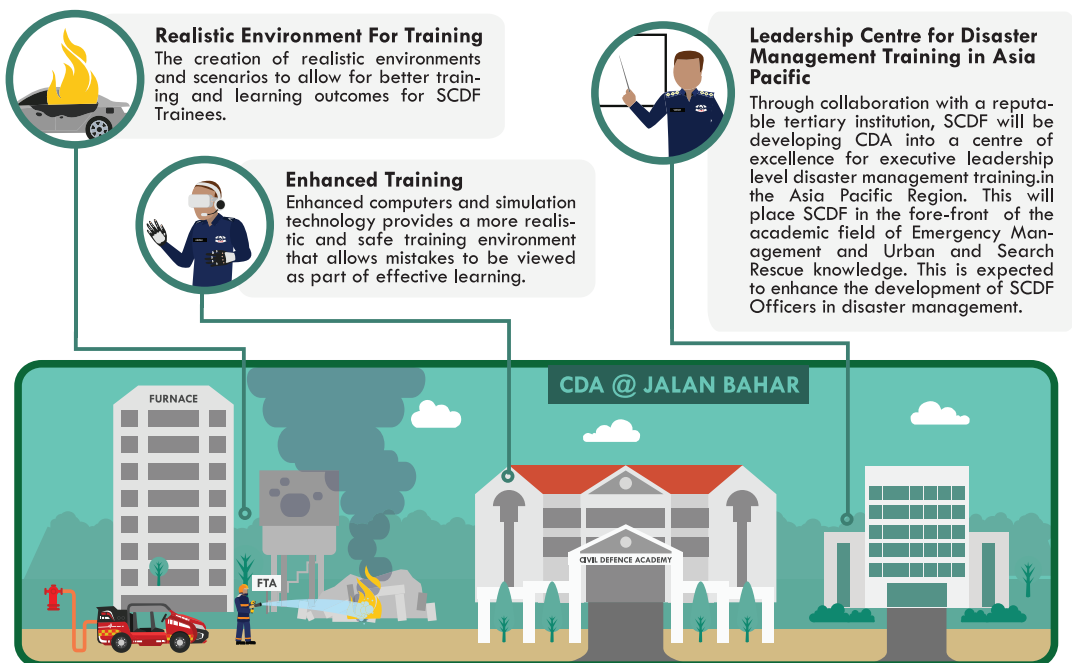 Realistic Environment For Training
The creation of realistic environments
and scenarios to allow for better train-
ing and learning outcomes for SCDF
Trainees.
Enhanced Training
Enhanced computers and simulation
technology provides a more realis-
tic and safe training environment
that allows mistakes to be viewed
as part of effective learning.
Leadership Centre for Disaster
Management Training in Asia
Pacific
Through collaboration with a reputa-
ble tertiary institution, SCDF will be
developing CDA into a centre of
excellence for executive leadership
level disaster management training.in
the Asia Pacific Region. This will
place SCDF in the fore-front of the
academic field of Emergency Man-
agement and Urban and Search
Rescue knowledge. This is expected
to enhance the development of SCDF
Officers in disaster management.
CDA @ JALAN BAHAR
FURNACE
CIVIL DEFENCE ACADEMY
FTA